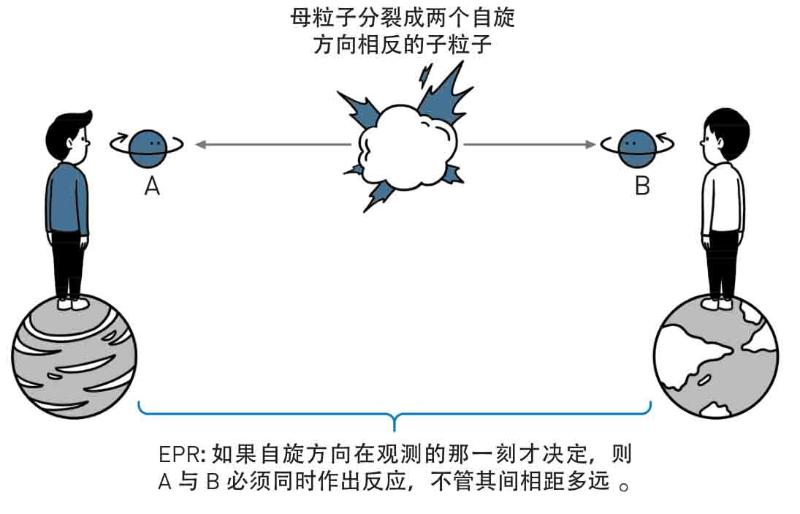 母粒子分裂成两个自旋
方向相反的子粒子
A
B
EPR: 如果自旋方向在观测的那一刻才决定，则
A 与 B 必须同时作出反应，不管其间相距多远。